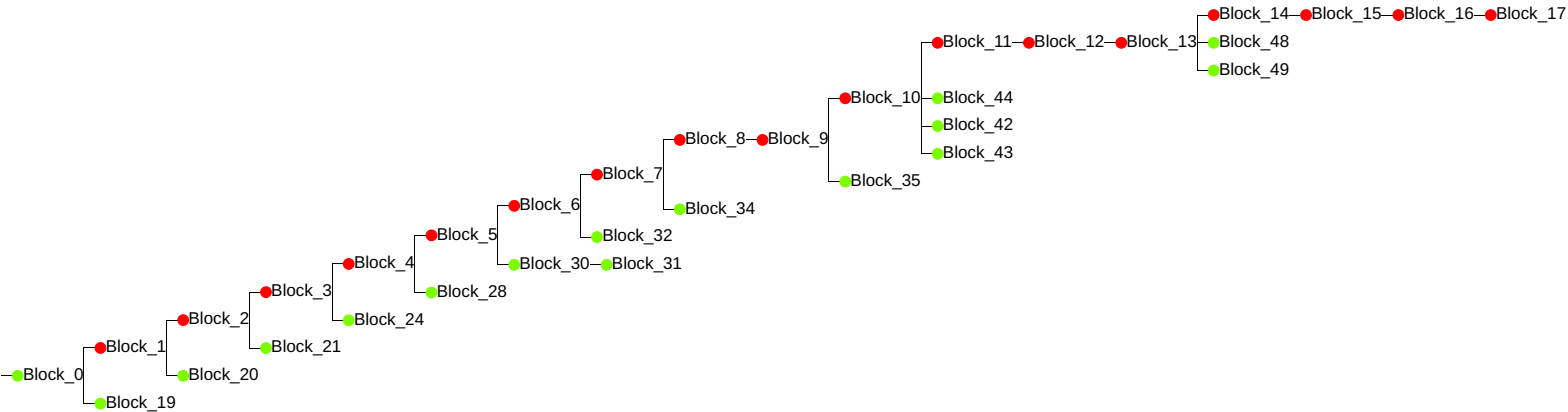 Block_14 Block_15 Block_16 Block_17
Block_11 Block_12 Block_13 Block_48
Block_49
Block_10 Block_44
Block_42
Block_8 Block_9 Block_43
Block_7 Block_35
Block_6 Block_34
Block_5 Block_32
Block_4 Block_30 Block_31
Block_3 Block_28
Block_2 Block_24
Block_1 Block_21
Block_0 Block_20
Block_19